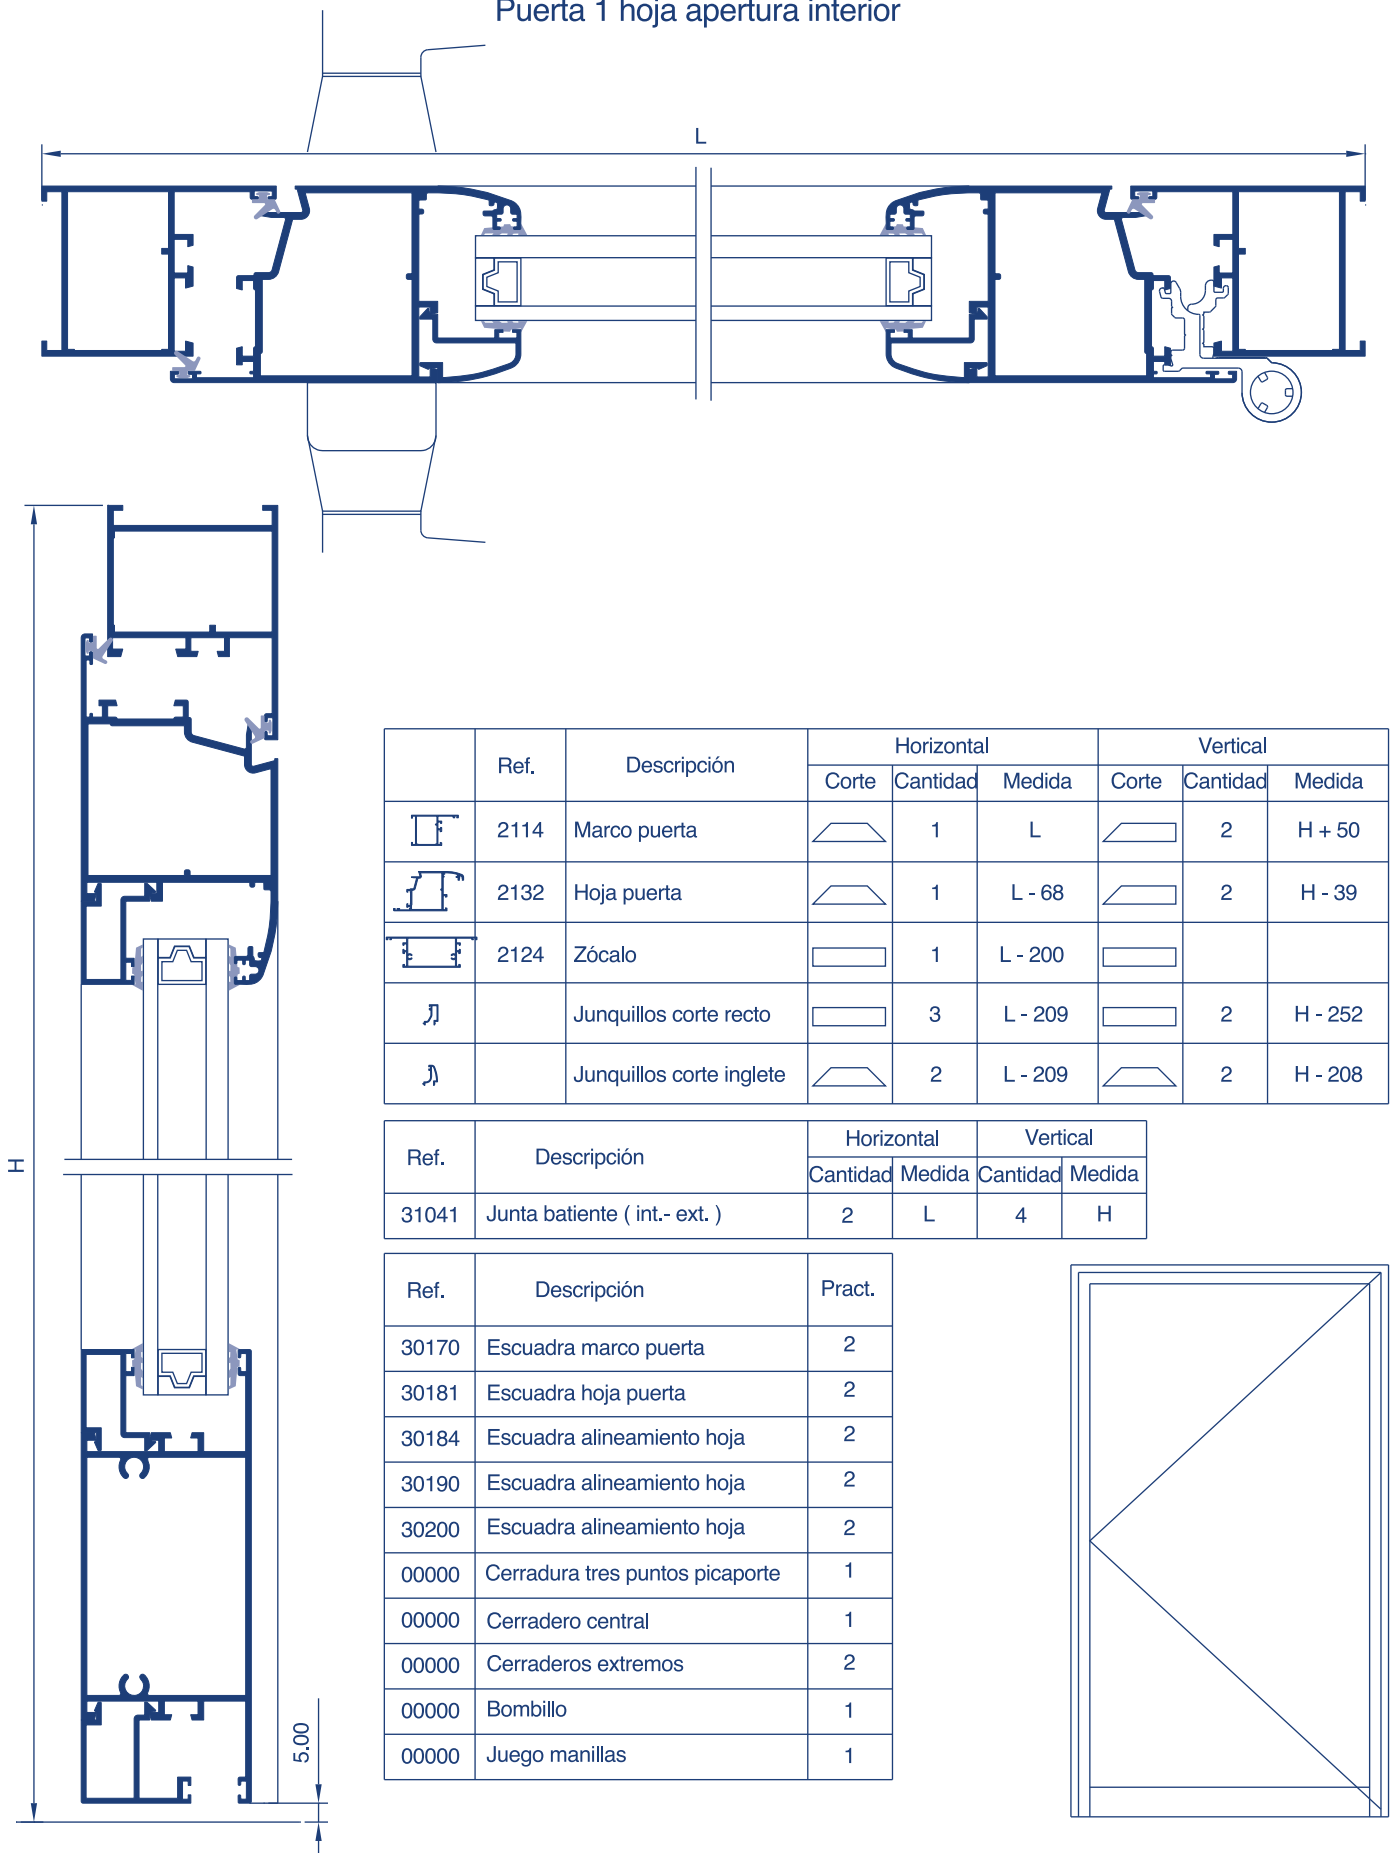 Puerta 1 hoja apertura interior
L
H
5.00
Ref. Descripción Horizontal Vertical
Corte Cantidad Medida Corte Cantidad Medida
2114 Marco puerta 1 L 2 H + 50
2132 Hoja puerta 1 L - 68 2 H - 39
2124 Zócalo 1 L - 200
Junquillos corte recto 3 L - 209 2 H - 252
Junquillos corte inglete 2 L - 209 2 H - 208
Ref. Descripción Horizontal Vertical
Cantidad Medida Cantidad Medida
31041 Junta batiente ( int.- ext. ) 2 L 4 H
Ref. Descripción Pract.
30170 Escuadra marco puerta 2
30181 Escuadra hoja puerta 2
30184 Escuadra alineamiento hoja 2
30190 Escuadra alineamiento hoja 2
30200 Escuadra alineamiento hoja 2
00000 Cerradura tres puntos picaporte 1
00000 Cerradero central 1
00000 Cerraderos extremos 2
00000 Bombillo 1
00000 Juego manillas 1